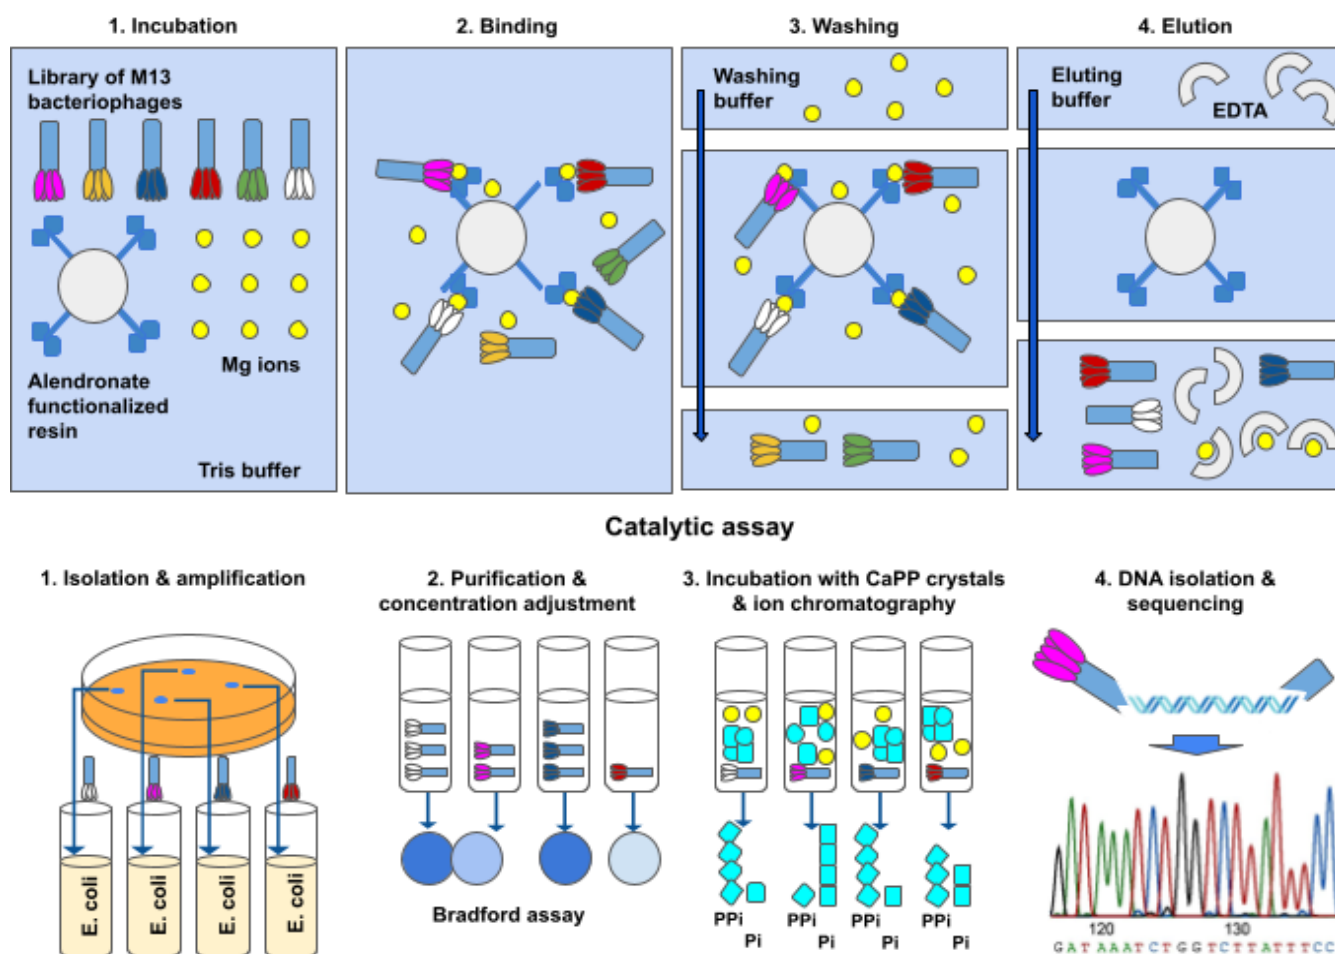 1. Incubation
2. Binding
3. Washing
4. Elution
Library of M13
bacteriophages
Mg ions
Alendronate
functionalized
resin
Tris buffer
Washing
buffer
Eluting
buffer
EDTA
Catalytic assay
1. Isolation & amplification
2. Purification &
concentration adjustment
3. Incubation with CaPP crystals
& ion chromatography
4. DNA isolation &
sequencing
E. coli
E. coli
E. coli
E. coli
Bradford assay
PPi
Pi
PPi
Pi
PPi
Pi
PPi
Pi
120
130
GATAAATCTGGTCTTATTTCC